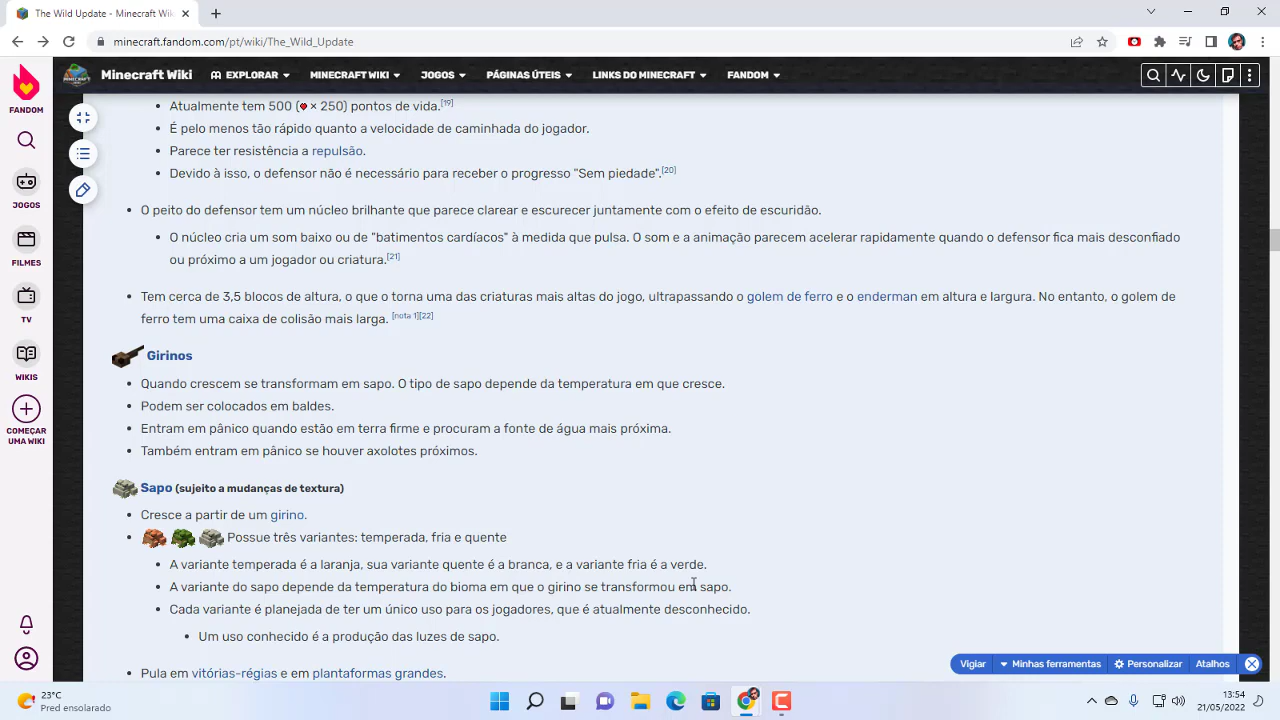 The Wild Update – Minecraft Wiki
minecraft.fandom.com/pt/wiki/The_Wild_Update
FANDOM
JOGOS
FILMES
TV
WIKIS
COMEÇAR
UMA WIKI
Minecraft Wiki
EXPLORAR
MINECRAFT WIKI
JOGOS
PÁGINAS ÚTEIS
LINKS DO MINECRAFT
FANDOM
Atualmente tem 500 (× 250) pontos de vida.[19]
É pelo menos tão rápido quanto a velocidade de caminhada do jogador.
Parece ter resistência a repulsão.
Devido à isso, o defensor não é necessário para receber o progresso "Sem piedade".[20]
O peito do defensor tem um núcleo brilhante que parece clarear e escurecer juntamente com o efeito de escuridão.
O núcleo cria um som baixo ou de "batimentos cardíacos" à medida que pulsa. O som e a animação parecem acelerar rapidamente quando o defensor fica mais desconfiado
ou próximo a um jogador ou criatura.[21]
Tem cerca de 3,5 blocos de altura, o que o torna uma das criaturas mais altas do jogo, ultrapassando o golem de ferro e o enderman em altura e largura. No entanto, o golem de
ferro tem uma caixa de colisão mais larga. [nota 1][22]
Girinos
Quando crescem se transformam em sapo. O tipo de sapo depende da temperatura em que cresce.
Podem ser colocados em baldes.
Entram em pânico quando estão em terra firme e procuram a fonte de água mais próxima.
Também entram em pânico se houver axolotes próximos.
Sapo (sujeito a mudanças de textura)
Cresce a partir de um girino.
Possue três variantes: temperada, fria e quente
A variante temperada é a laranja, sua variante quente é a branca, e a variante fria é a verde.
A variante do sapo depende da temperatura do bioma em que o girino se transformou em sapo.
Cada variante é planejada de ter um único uso para os jogadores, que é atualmente desconhecido.
Um uso conhecido é a produção das luzes de sapo.
Pula em vitórias-régias e em plataformas grandes.
Vigiar
Minhas ferramentas
Personalizar
Atalhos
23°C
Pred ensolarado
13:54
21/05/2022